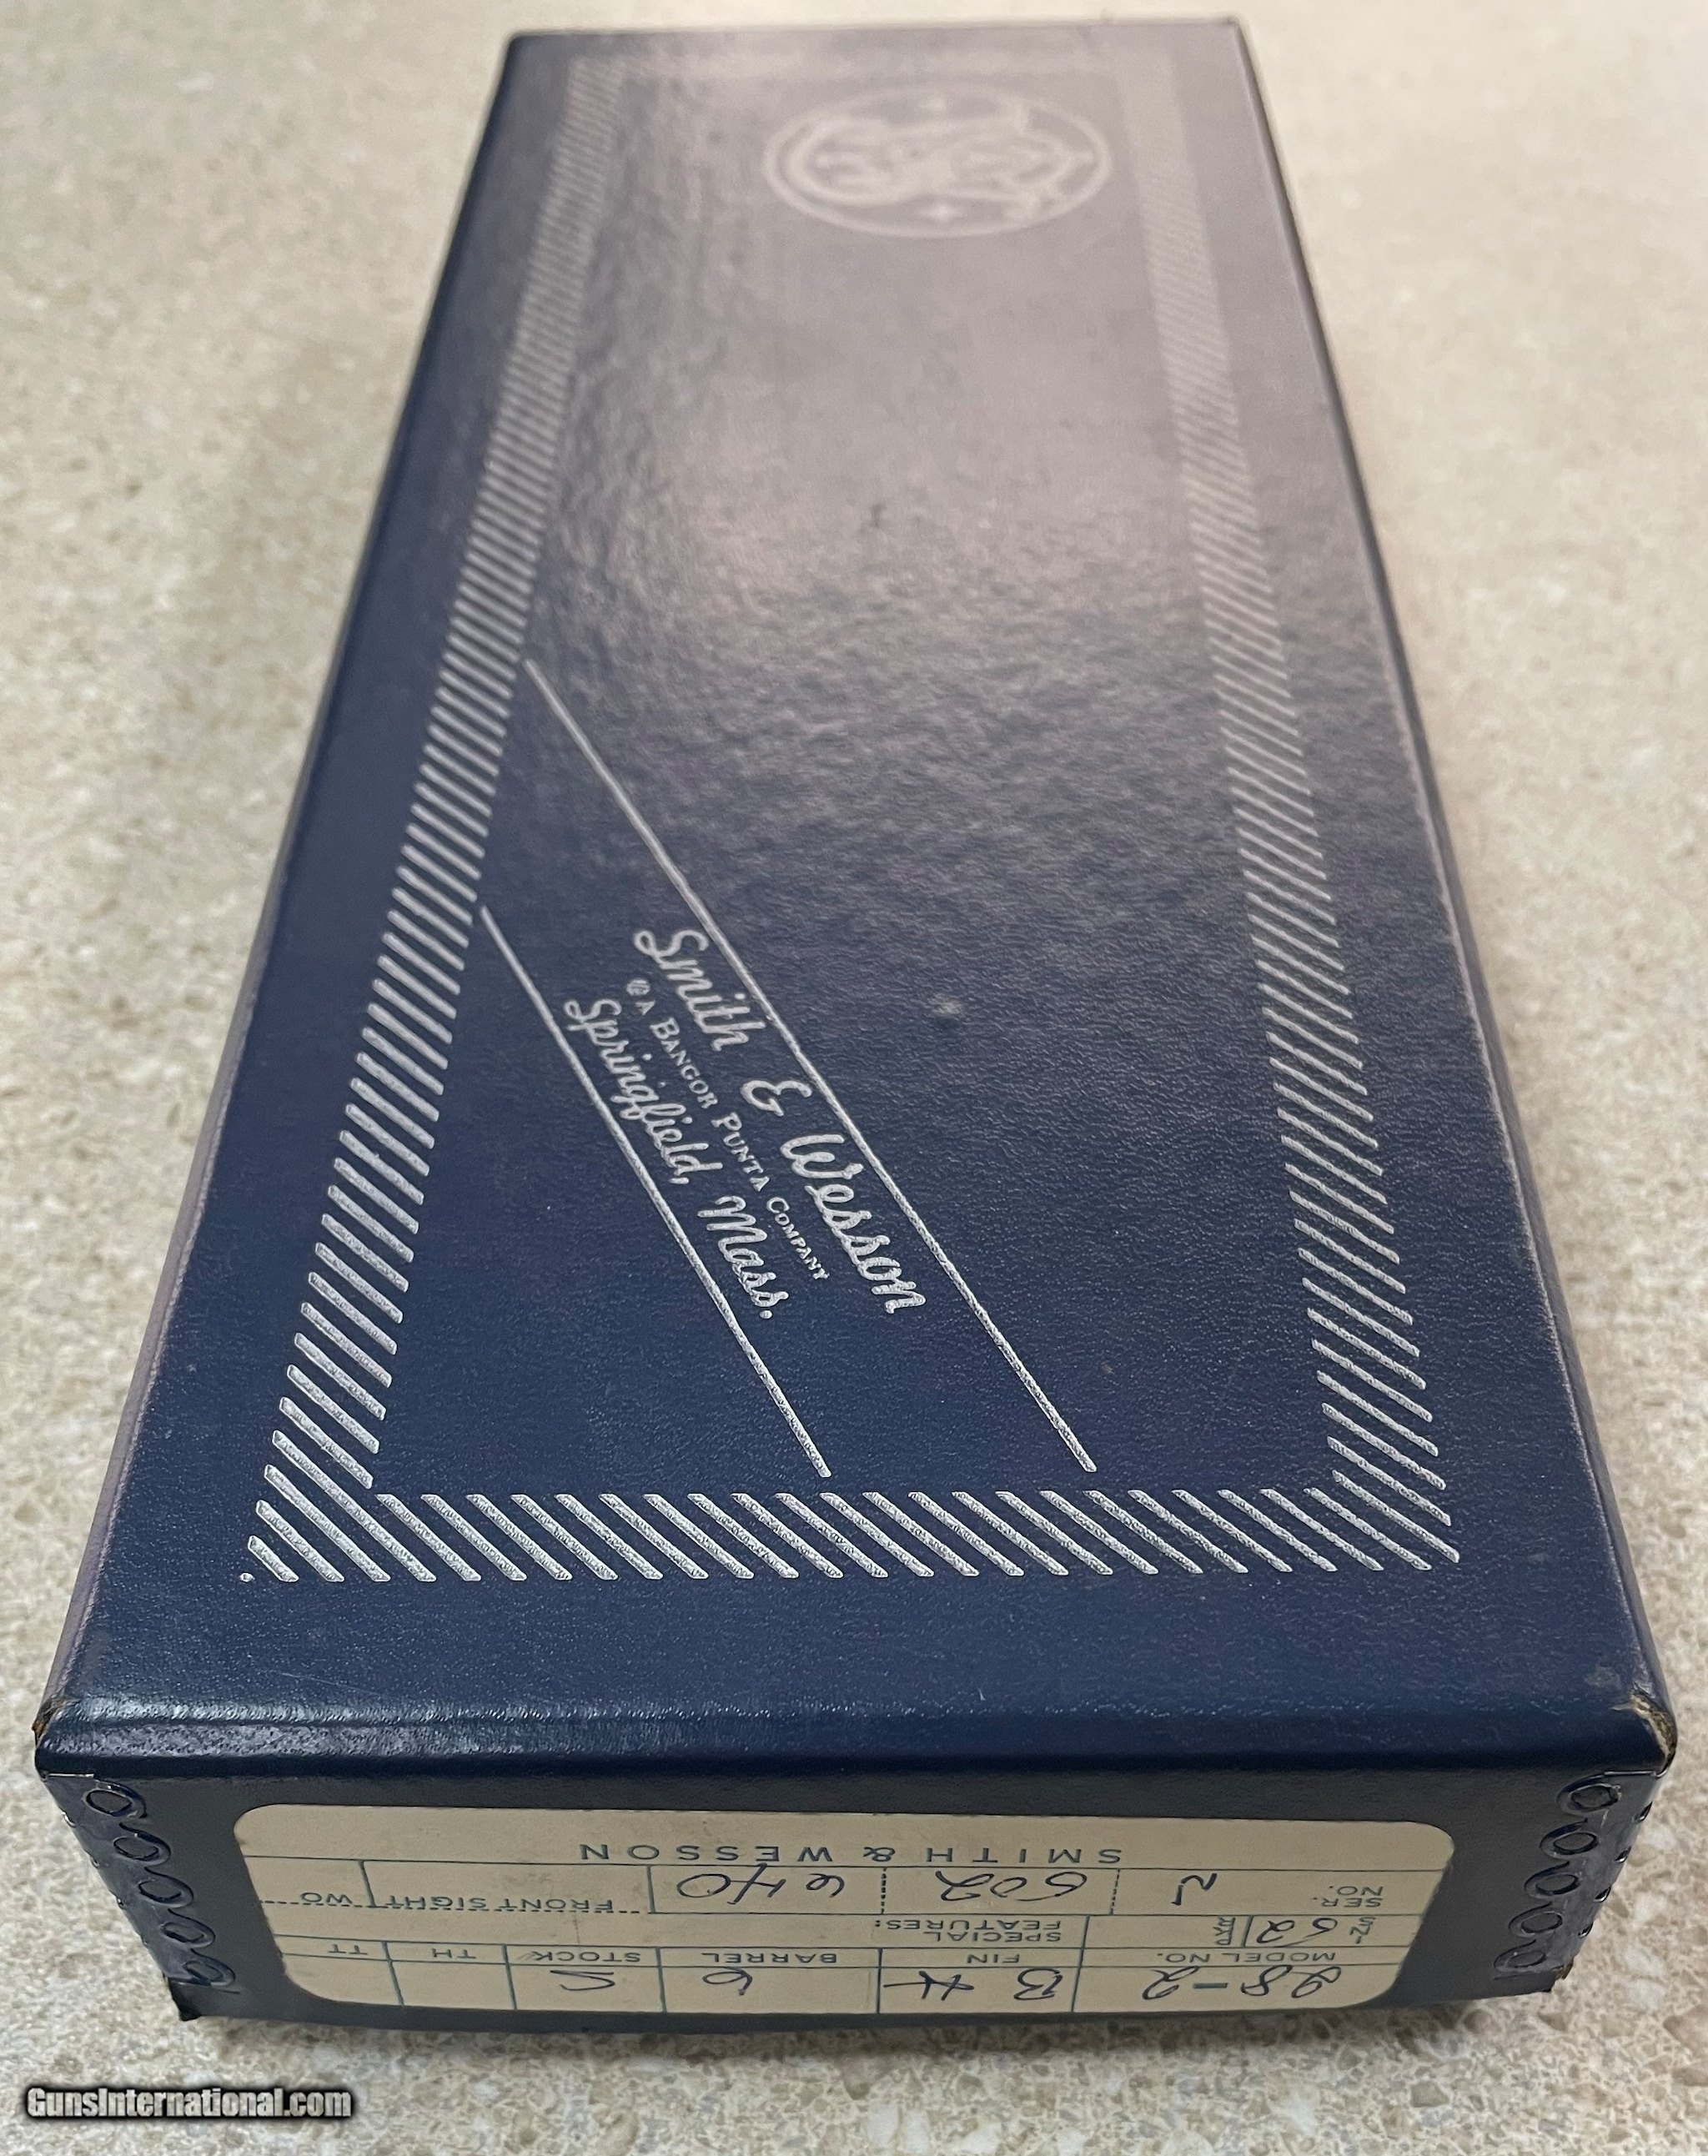 Smith & Wesson
® A BANGOR PUNTA COMPANY
Springfield, Mass.
28-2 B 6 S
MODEL NO. FIN BARREL STOCK TH TT
62 SPECIAL FEATURES:
SER. NO. N 602 640 FRONT SIGHT WO
SMITH & WESSON
GunsInternational.com